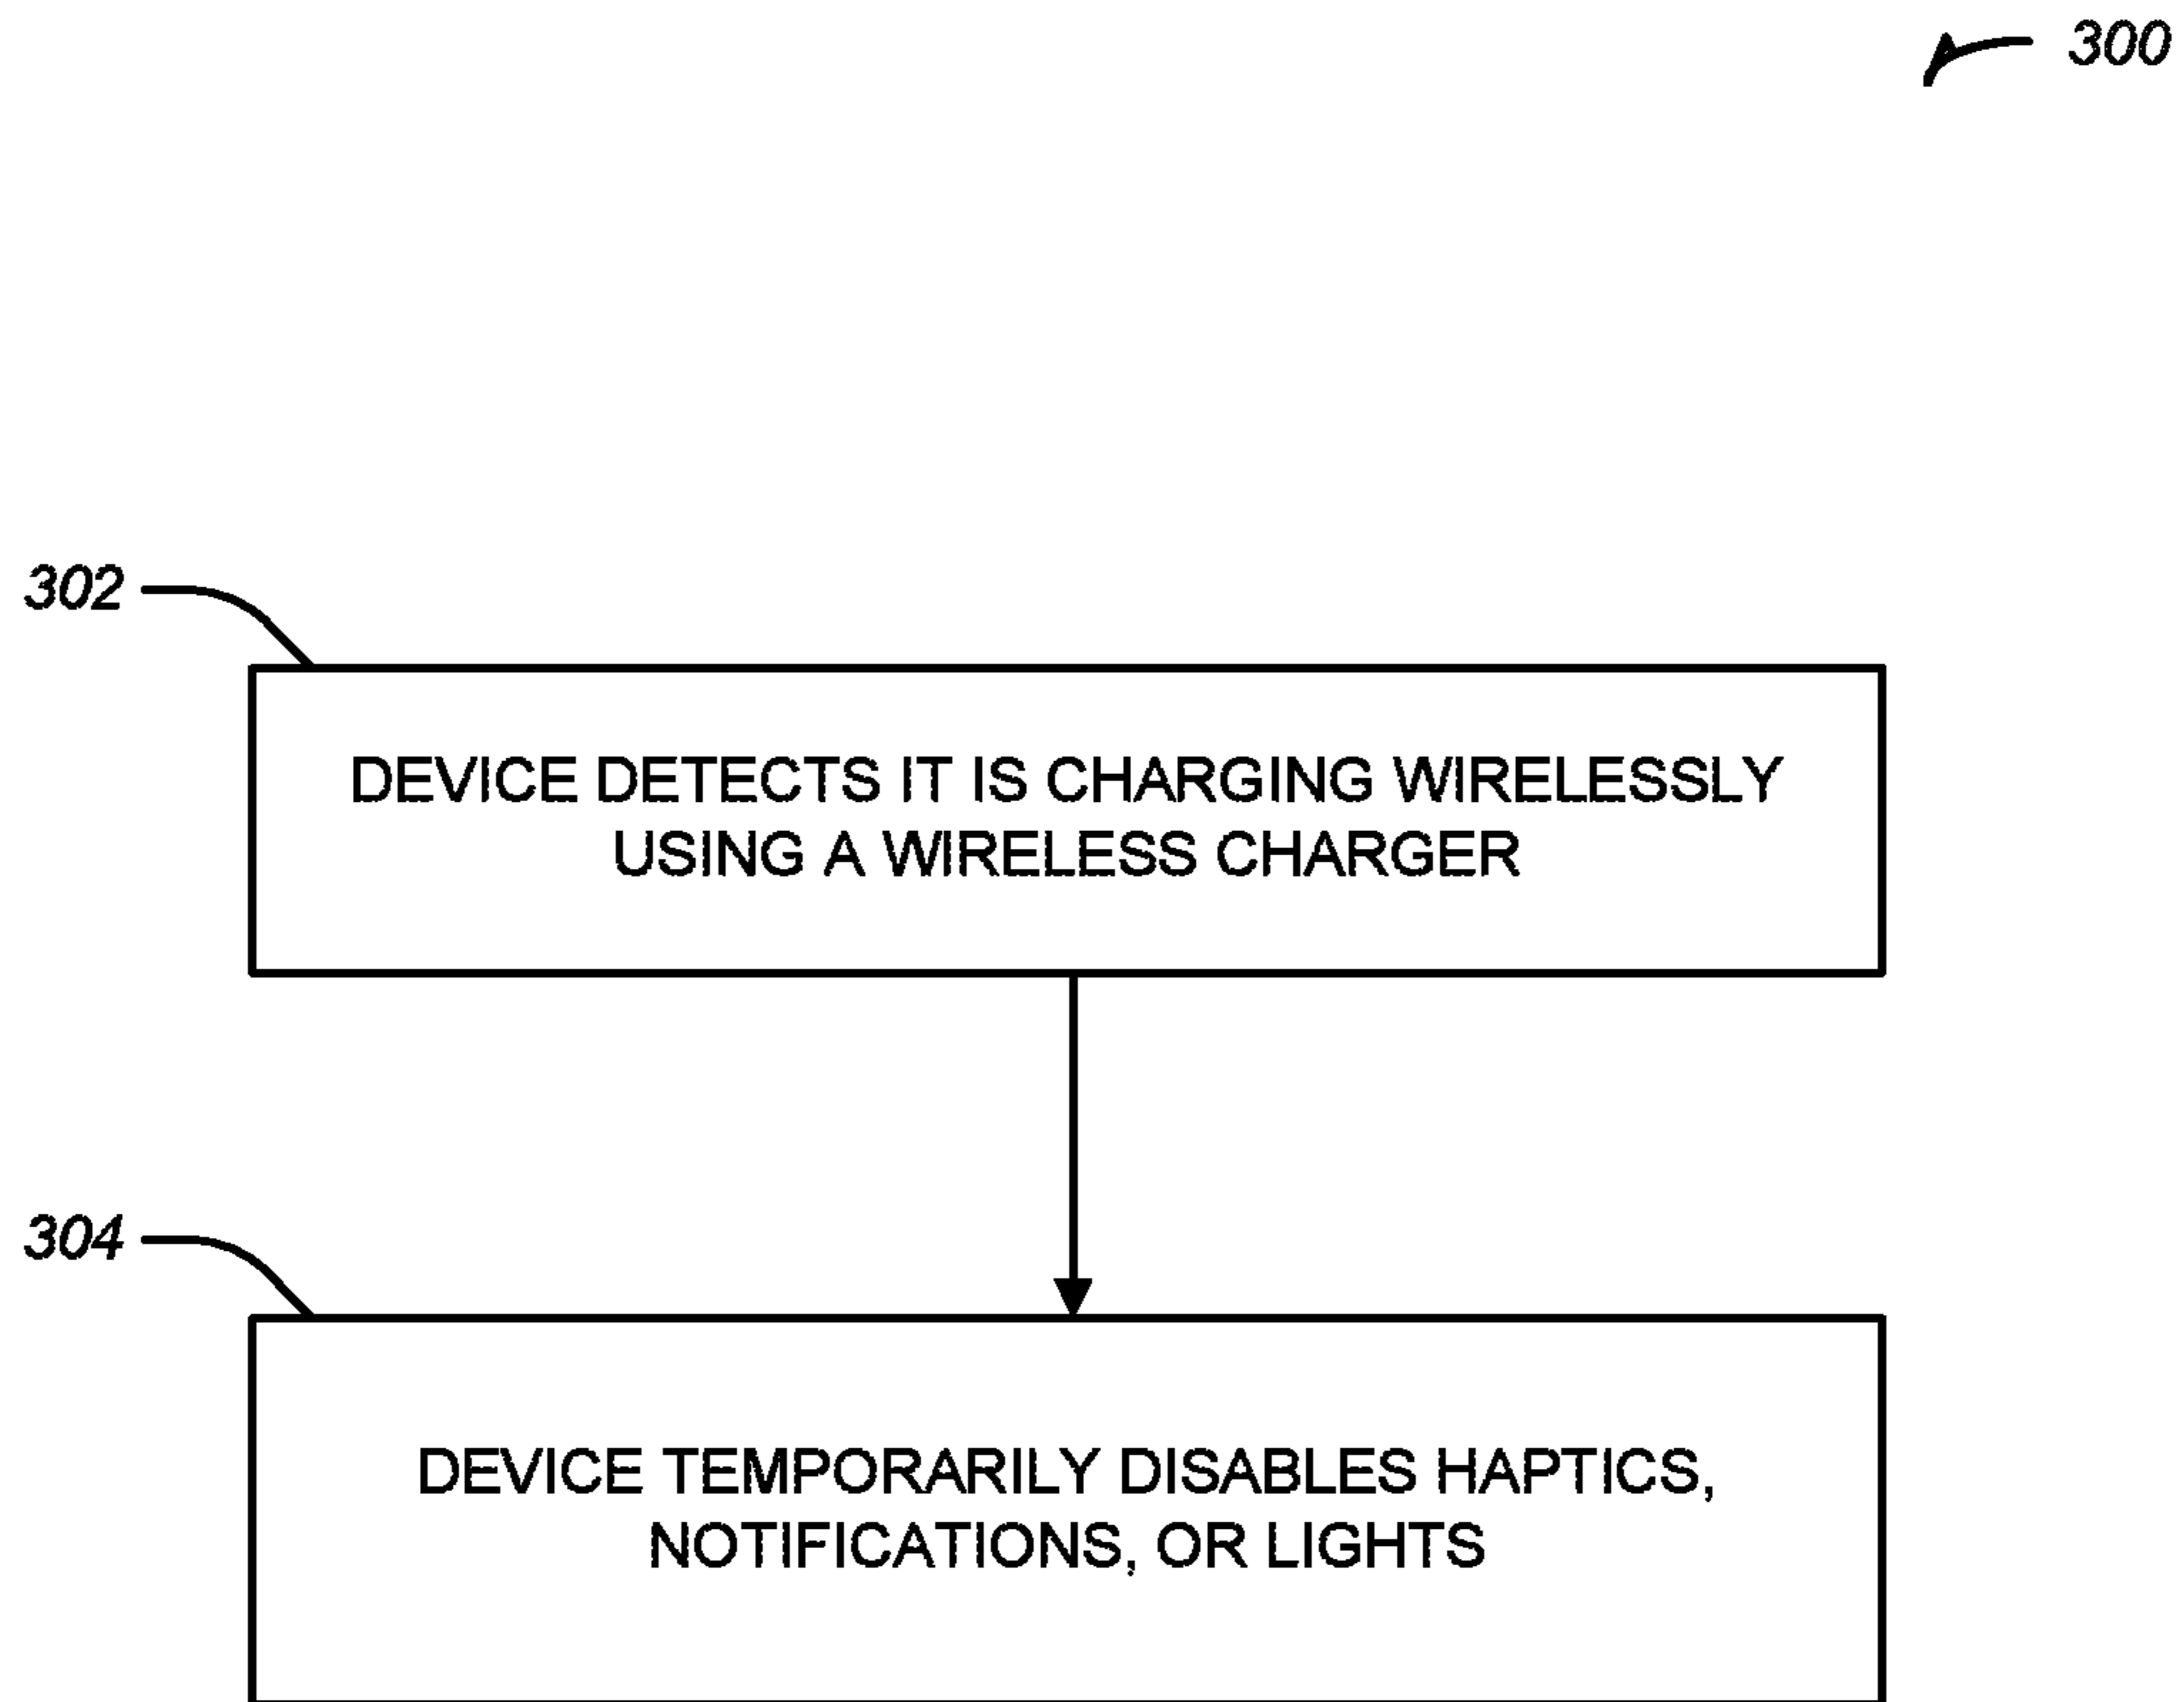 300
302
DEVICE DETECTS IT IS CHARGING WIRELESSLY
USING A WIRELESS CHARGER
304
DEVICE TEMPORARILY DISABLES HAPTICS,
NOTIFICATIONS, OR LIGHTS